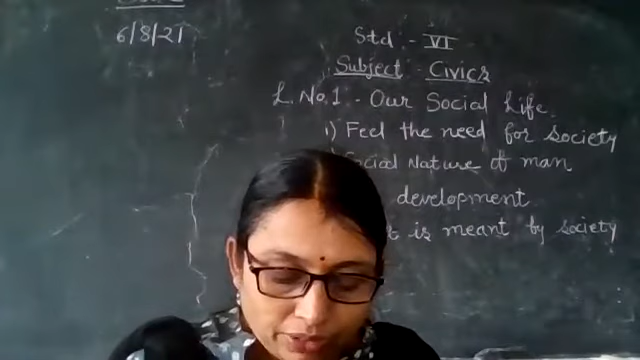 6/8/21
Std :- VI
Subject : Civics
L. No. 1 - Our Social Life.
i) Feel the need for society
Social Nature of man
development
is meant by society